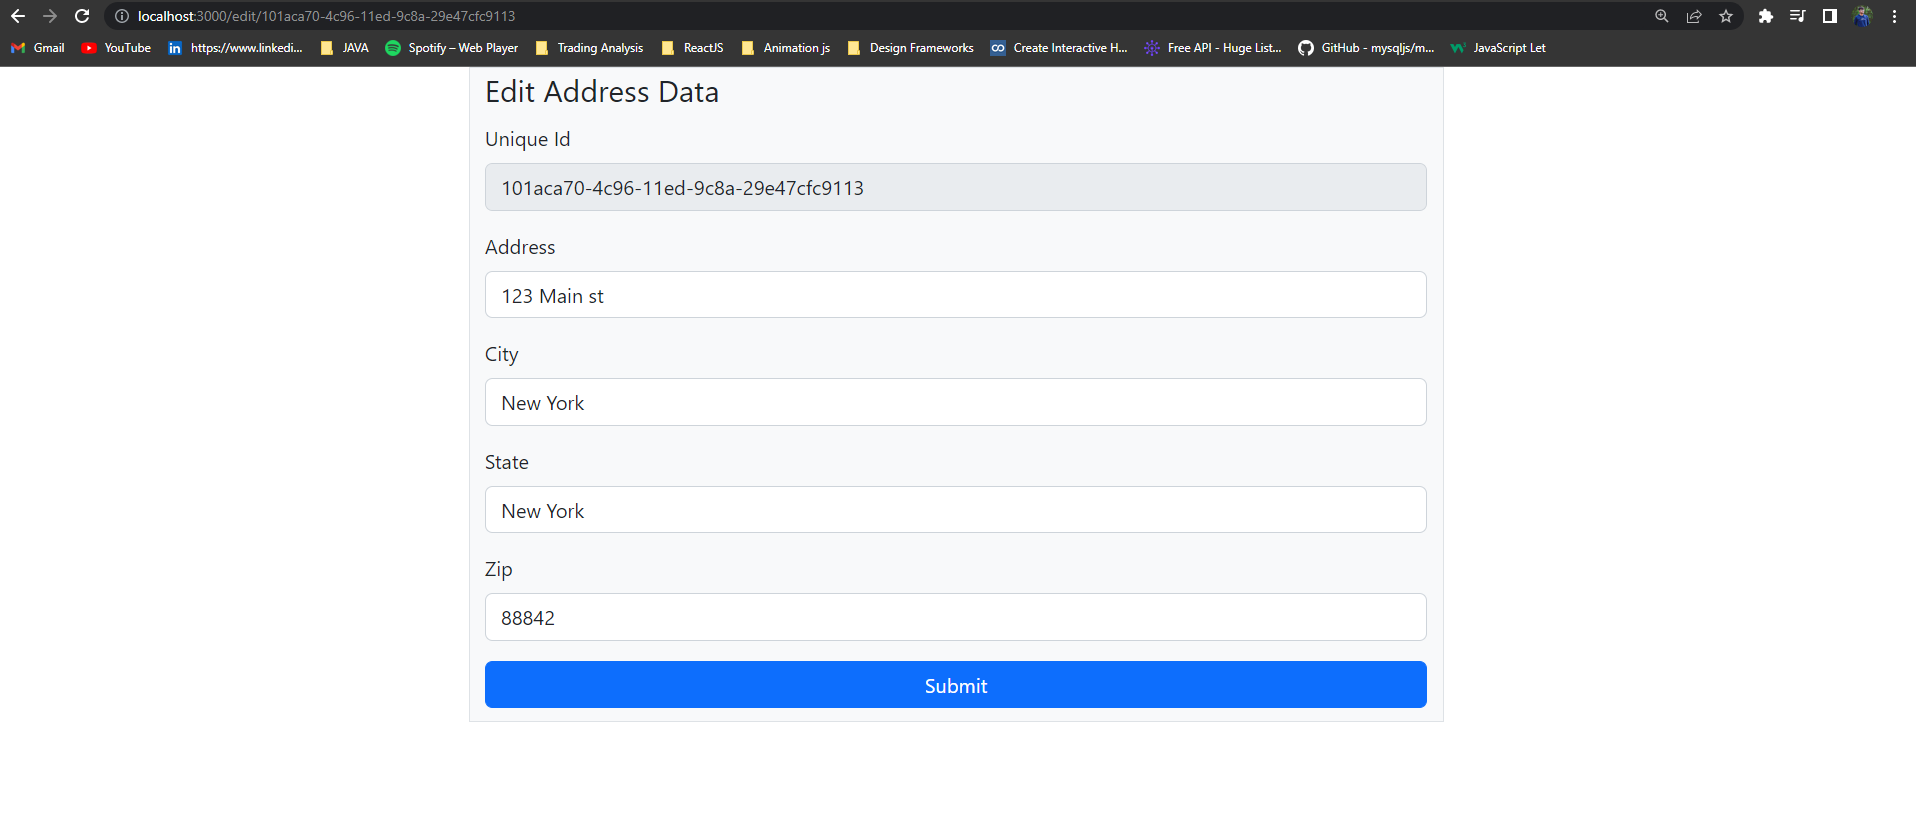 localhost:3000/edit/101aca70-4c96-11ed-9c8a-29e47cfc9113
Gmail YouTube https://www.linkedi... JAVA Spotify – Web Player Trading Analysis ReactJS Animation js Design Frameworks Create Interactive H... Free API - Huge List... GitHub - mysqljs/m... JavaScript Let
Edit Address Data
Unique Id
101aca70-4c96-11ed-9c8a-29e47cfc9113
Address
123 Main st
City
New York
State
New York
Zip
88842
Submit